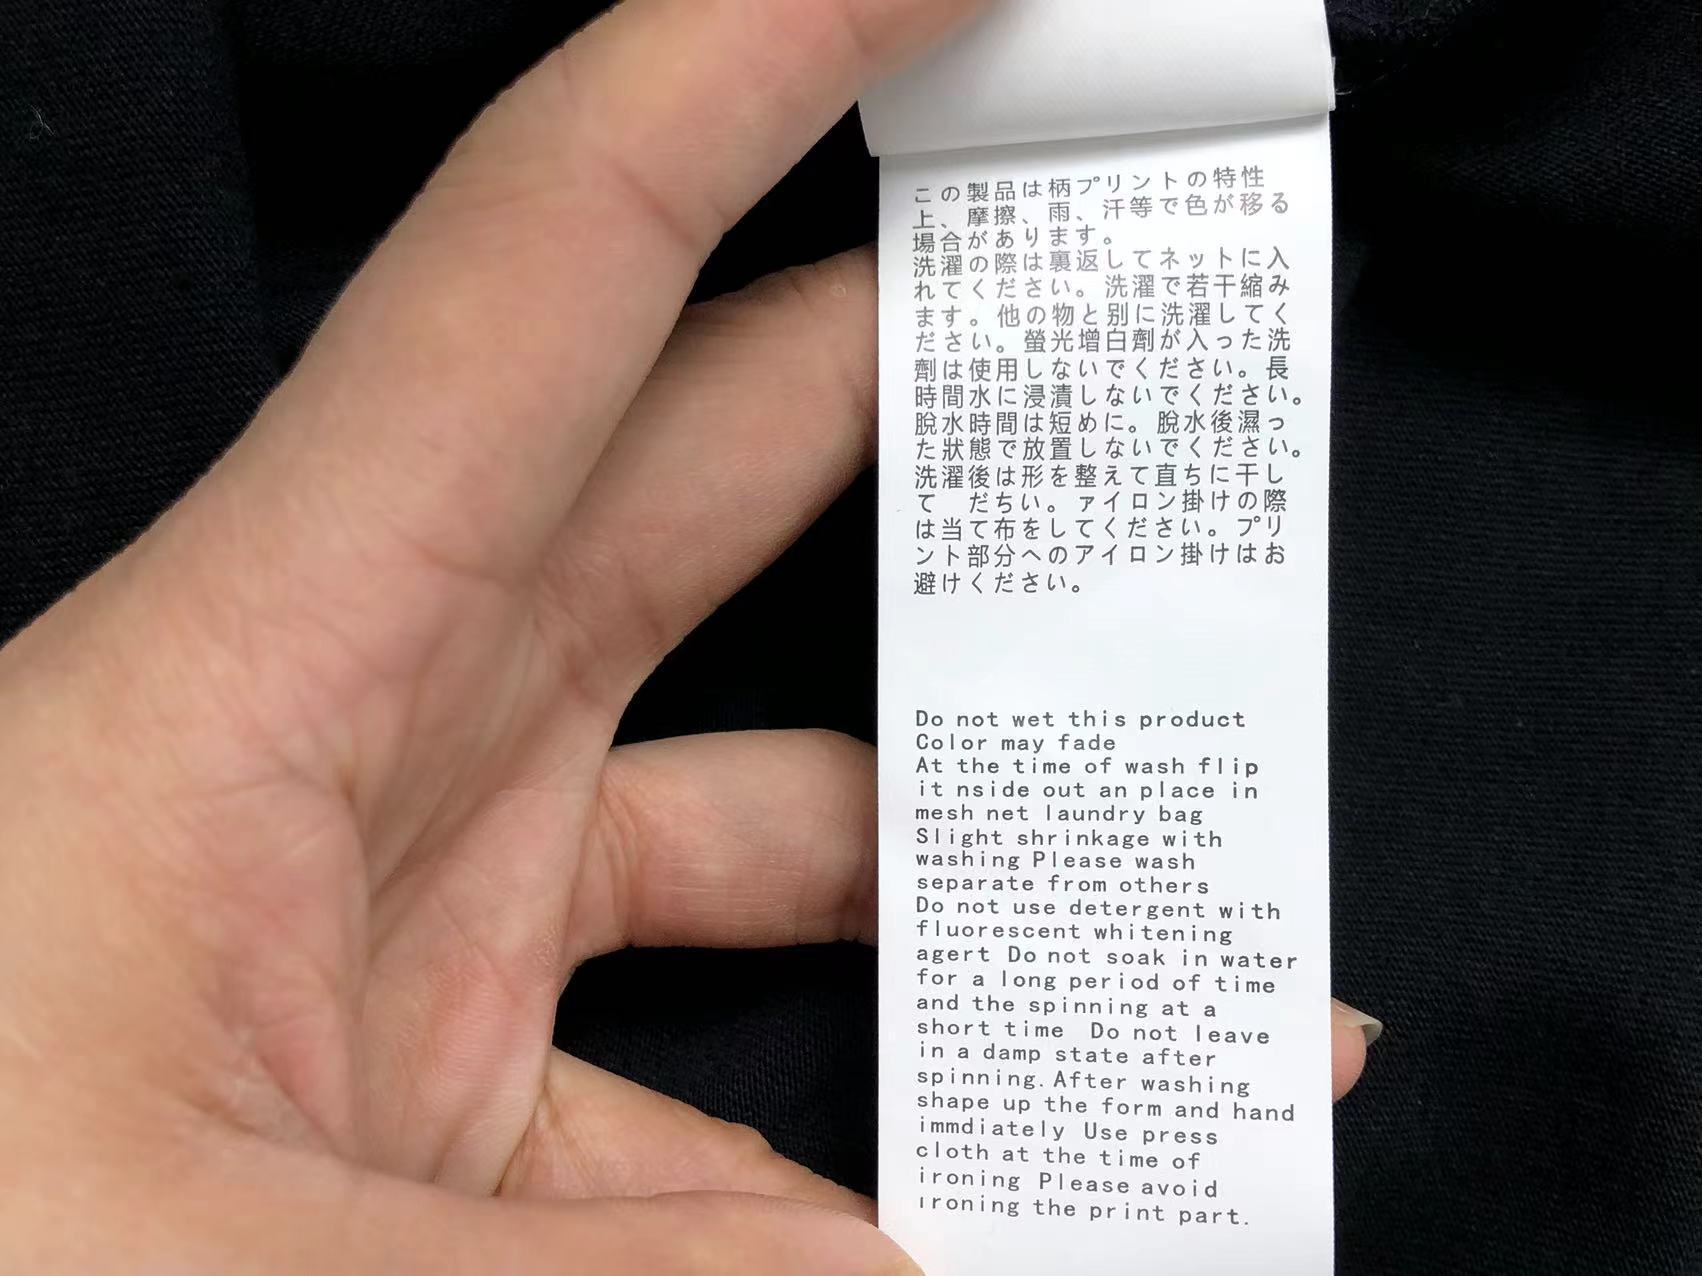 この製品は柄プリントの特性
上、摩擦、雨、汗等で色が移る
場合があります。
洗濯の際は裏返してネットに入
れてください。洗濯で若干縮み
ます。他の物と別に洗濯してく
ださい。螢光增白劑が入った洗
劑は使用しないでください。長
時間水に浸漬しないでください。
脫水時間は短めに。脫水後濕っ
た狀態で放置しないでください。
洗濯後は形を整えて直ちに干し
て　だちい。ァイロン掛けの際
は当て布をしてください。プリ
ント部分へのアイロン掛けはお
避けください。
Do not wet this product
Color may fade
At the time of wash flip
it nside out an place in
mesh net laundry bag
Slight shrinkage with
washing Please wash
separate from others
Do not use detergent with
fluorescent whitening
agert Do not soak in water
for a long period of time
and the spinning at a
short time Do not leave
in a damp state after
spinning. After washing
shape up the form and hand
immdiately Use press
cloth at the time of
ironing Please avoid
ironing the print part.